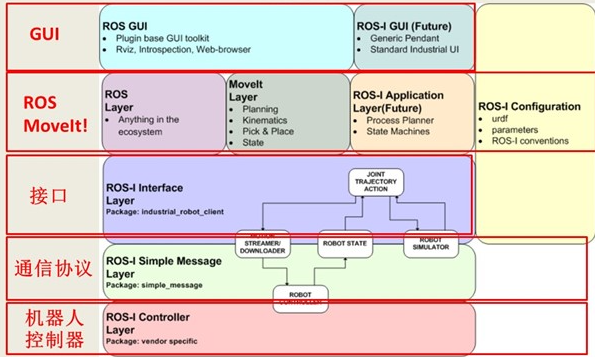 GUI
ROS GUI
Plugin base GUI toolkit
Rviz, Introspection, Web-browser
ROS-I GUI (Future)
Generic Pendant
Standard Industrial UI
ROS
MoveIt!
ROS
Layer
Anything in the
ecosystem
MoveIt
Layer
Planning
Kinematics
Pick & Place
State
ROS-I Application
Layer(Future)
Process Planner
State Machines
ROS-I Configuration
urdf
parameters
ROS-I conventions
接口
ROS-I Interface
Layer
Package: industrial_robot_client
JOINT
TRAJECTORY
ACTION
STREAMER/
DOWNLOADER
ROBOT STATE
ROBOT
SIMULATOR
通信协议
ROS-I Simple Message
Layer
Package: simple_message
ROBOT
机器人
控制器
ROS-I Controller
Layer
Package: vendor specific